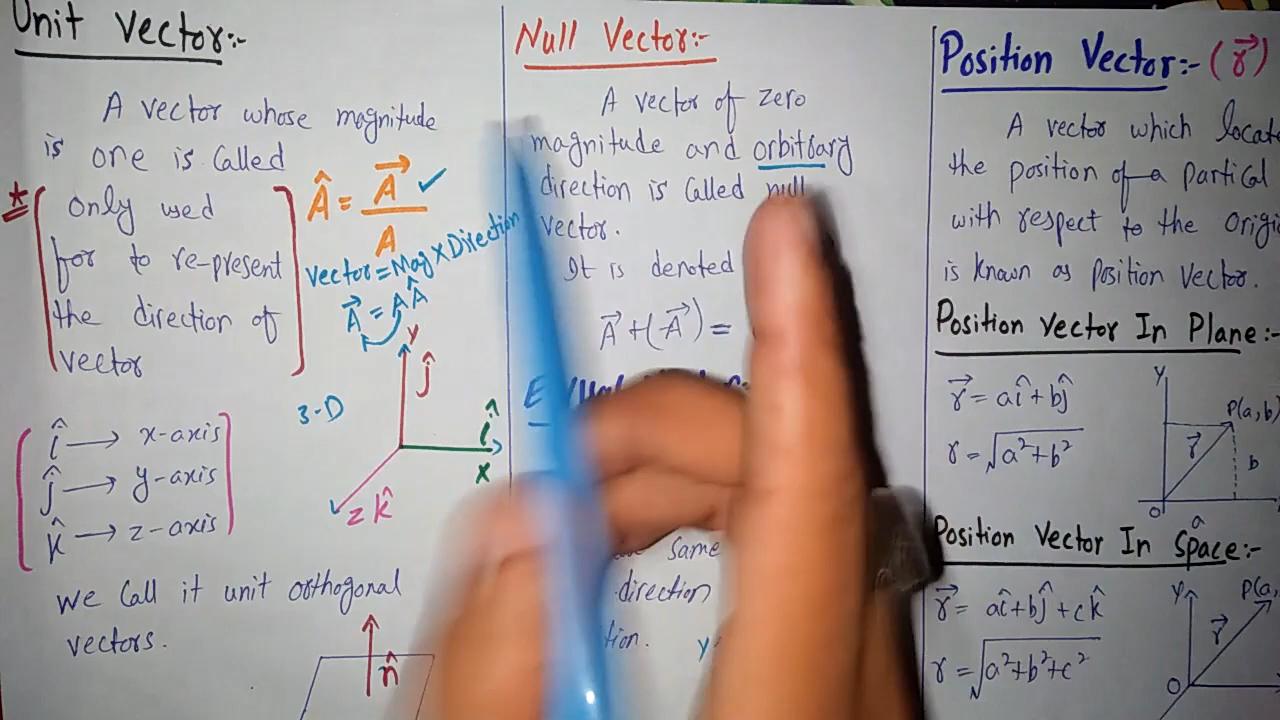 Unit Vector:-
A vector whose magnitude
is one is called
* only used
for to re-present
the direction of
vector
Â = A⃗ / A ✓
Vector = Mag × Direction
A⃗ = AÂ
3-D
y
ĵ
î
x
z k̂
î → x-axis
ĵ → y-axis
k̂ → z-axis
we call it unit orthogonal
vectors.
n̂
Null Vector:-
A vector of zero
magnitude and orbitbary
direction is called null
vector.
It is denoted
A⃗ + (-A⃗) =
E
same
direction
tion.
y
Position Vector:- (r⃗)
A vector which locat
the position of a partical
with respect to the origi
is known as position vector.
Position Vector In Plane:-
r⃗ = aî+bĵ
r = √a²+b²
y
P(a,b)
r⃗
b
o
a
Position Vector In Space:-
r⃗ = aî+bĵ+ck̂
r = √a²+b²+c²
y
P(a,
r⃗
O